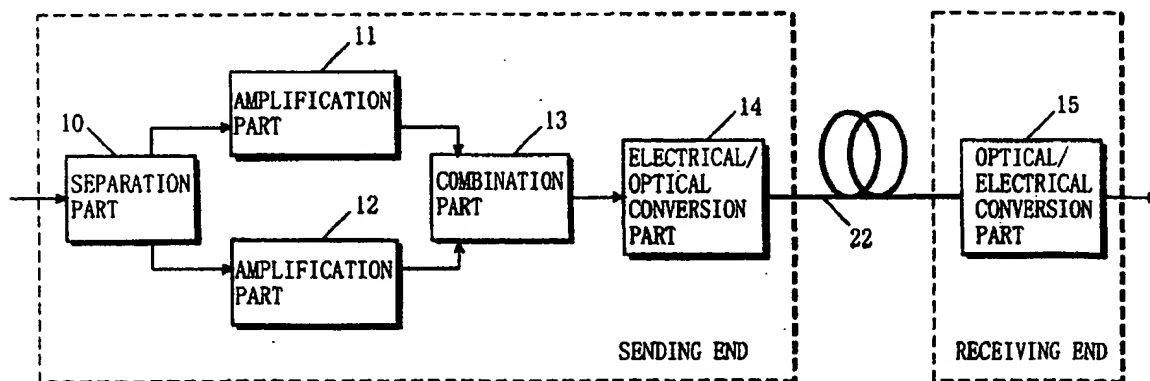 11
AMPLIFICATION
PART
10
SEPARATION
PART
12
AMPLIFICATION
PART
13
COMBINATION
PART
14
ELECTRICAL/
OPTICAL
CONVERSION
PART
22
15
OPTICAL/
ELECTRICAL
CONVERSION
PART
SENDING END
RECEIVING END